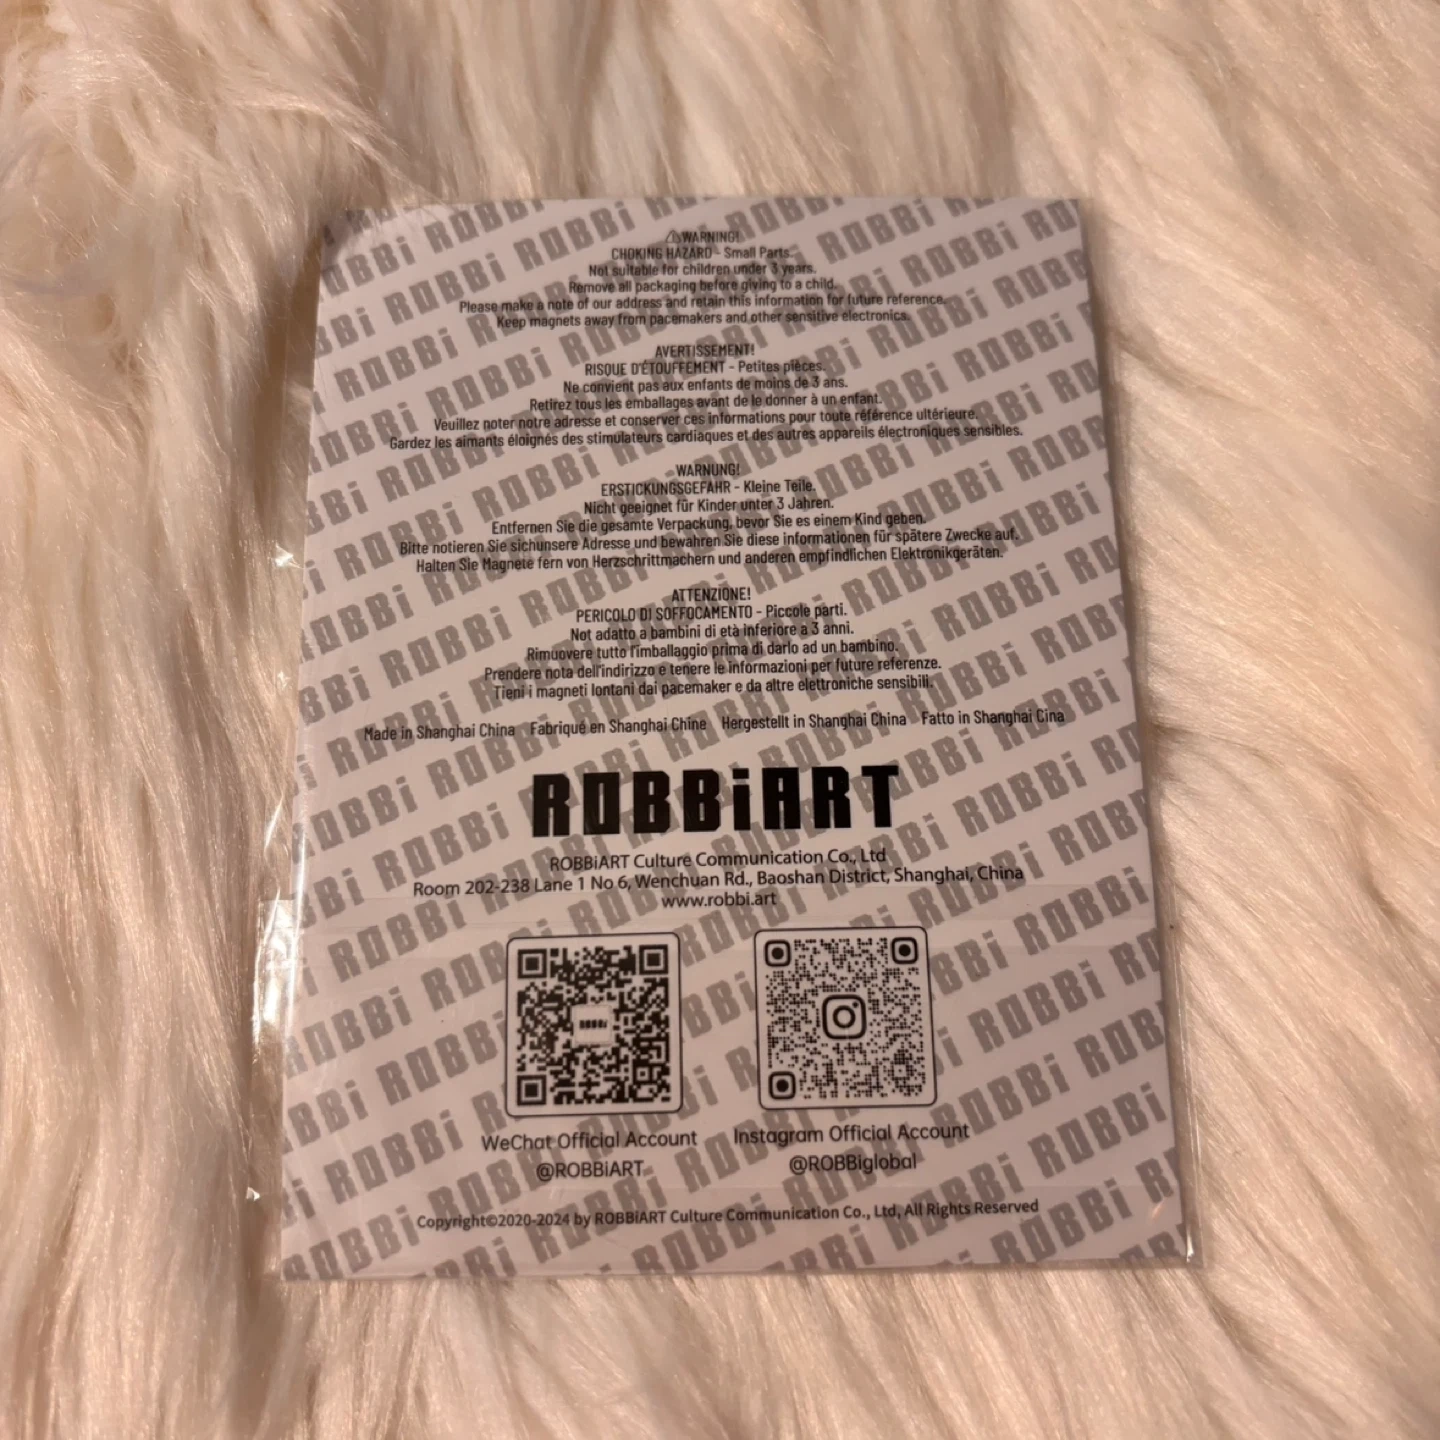 ⚠WARNING!
CHOKING HAZARD - Small Parts.
Not suitable for children under 3 years.
Remove all packaging before giving to a child.
Please make a note of our address and retain this information for future reference.
Keep magnets away from pacemakers and other sensitive electronics.
AVERTISSEMENT!
RISQUE D'ÉTOUFFEMENT - Petites pièces.
Ne convient pas aux enfants de moins de 3 ans.
Retirez tous les emballages avant de le donner à un enfant.
Veuillez noter notre adresse et conserver ces informations pour toute référence ultérieure.
Gardez les aimants éloignés des stimulateurs cardiaques et des autres appareils électroniques sensibles.
WARNUNG!
ERSTICKUNGSGEFAHR - Kleine Teile.
Nicht geeignet für Kinder unter 3 Jahren.
Entfernen Sie die gesamte Verpackung, bevor Sie es einem Kind geben.
Bitte notieren Sie sichunsere Adresse und bewahren Sie diese informationen für spätere Zwecke auf.
Halten Sie Magnete fern von Herzschrittmachern und anderen empfindlichen Elektronikgeräten.
ATTENZIONE!
PERICOLO DI SOFFOCAMENTO - Piccole parti.
Not adatto a bambini di età inferiore a 3 anni.
Rimuovere tutto l'imballaggio prima di darlo ad un bambino.
Prendere nota dell'indirizzo e tenere le informazioni per future referenze.
Tieni i magneti lontani dai pacemaker e da altre elettroniche sensibili.
Made in Shanghai China Fabriqué en Shanghai Chine Hergestellt in Shanghai China Fatto in Shanghai Cina
ROBBiART
ROBBiART Culture Communication Co., Ltd
Room 202-238 Lane 1 No 6, Wenchuan Rd., Baoshan District, Shanghai, China
www.robbi.art
ROBBi
WeChat Official Account Instagram Official Account
@ROBBiART @ROBBiglobal
Copyright©2020-2024 by ROBBiART Culture Communication Co., Ltd, All Rights Reserved